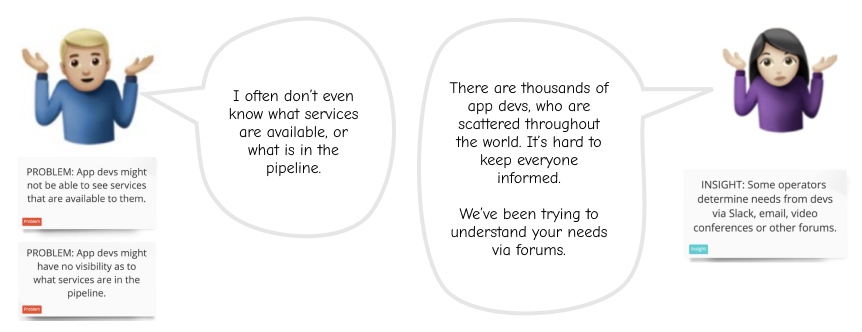 I often don't even
know what services
are available, or
what is in the
pipeline.
There are thousands of
app devs, who are
scattered throughout
the world. It's hard to
keep everyone
informed.
We've been trying to
understand your needs
via forums.
PROBLEM: App devs might
not be able to see services
that are available to them.
Problem
PROBLEM: App devs might
have no visibility as to
what services are in the
pipeline.
Problem
INSIGHT: Some operators
determine needs from devs
via Slack, email, video
conferences or other forums.
Insight